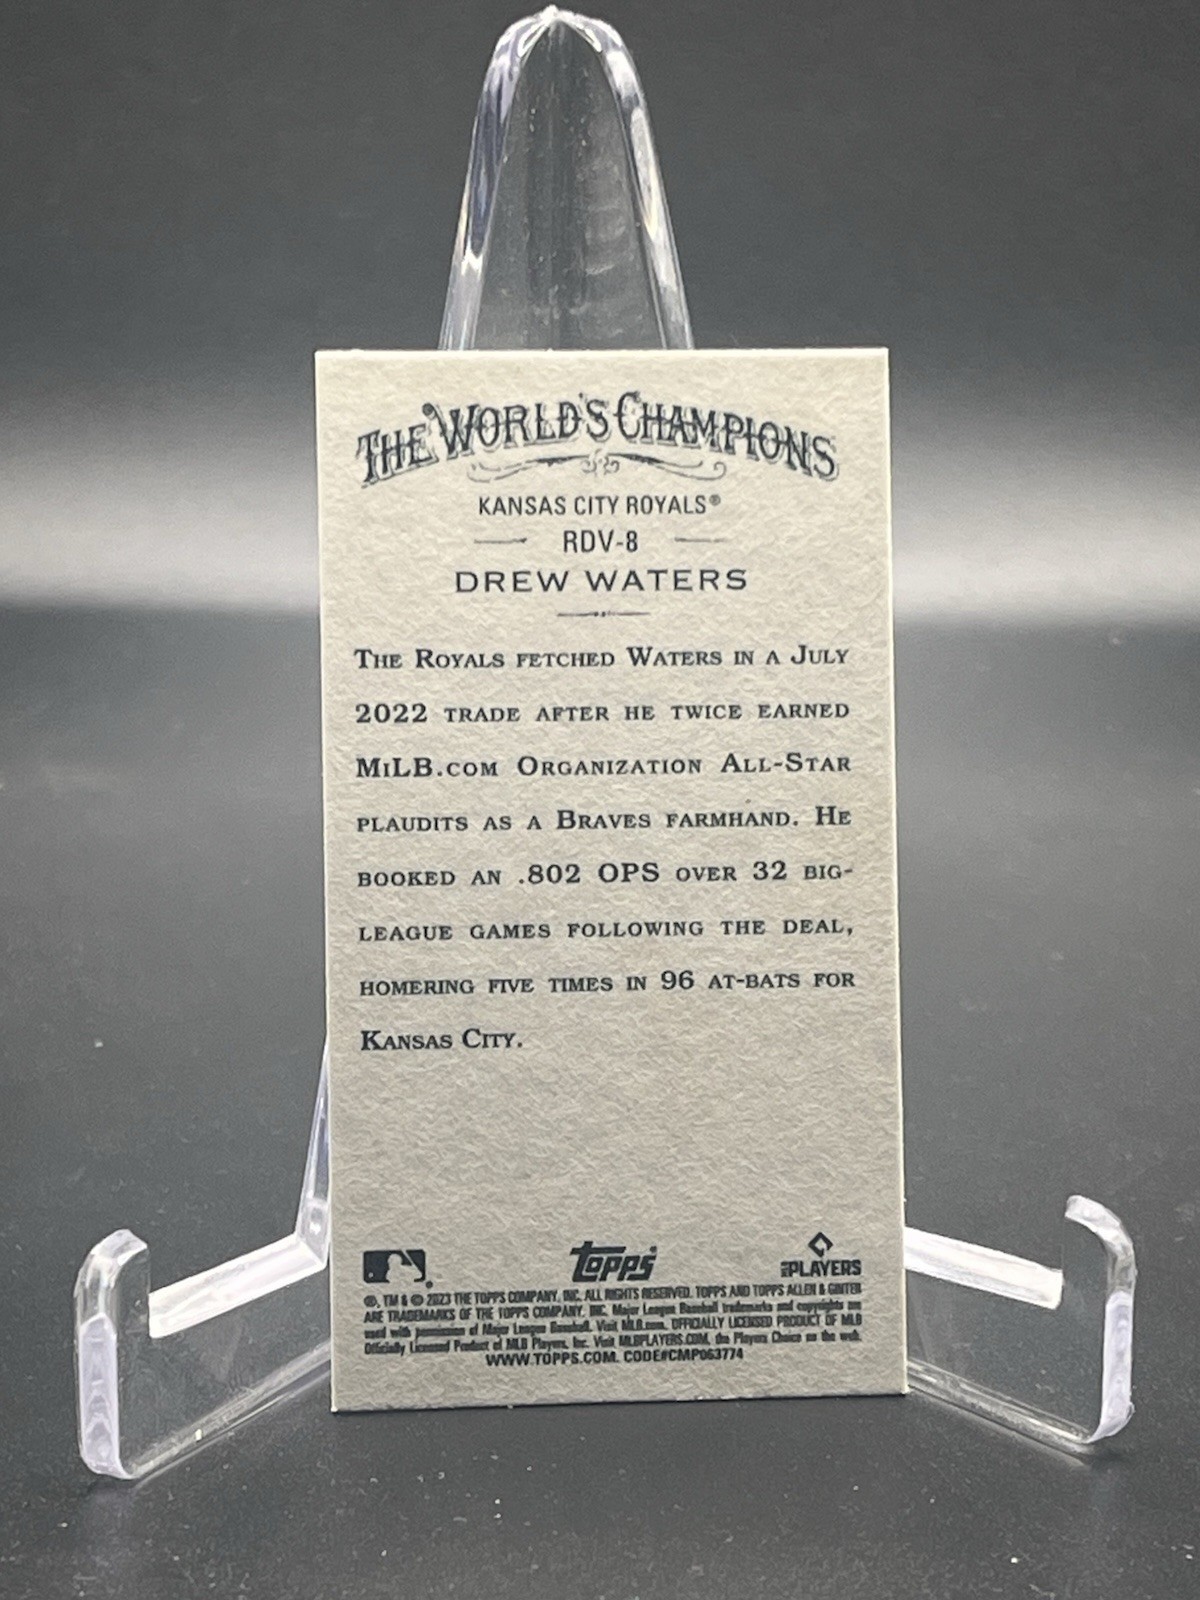 THE WORLD'S CHAMPIONS
KANSAS CITY ROYALS®
RDV-8
DREW WATERS
THE ROYALS FETCHED WATERS IN A JULY
2022 TRADE AFTER HE TWICE EARNED
MiLB.COM ORGANIZATION ALL-STAR
PLAUDITS AS A BRAVES FARMHAND. HE
BOOKED AN .802 OPS OVER 32 BIG-
LEAGUE GAMES FOLLOWING THE DEAL,
HOMERING FIVE TIMES IN 96 AT-BATS FOR
KANSAS CITY.
topps®
MLB PLAYERS
®, TM & © 2023 THE TOPPS COMPANY, INC. ALL RIGHTS RESERVED. TOPPS AND TOPPS ALLEN & GINTER
ARE TRADEMARKS OF THE TOPPS COMPANY, INC. Major League Baseball trademarks and copyrights are
used with permission of Major League Baseball. Visit MLB.com. OFFICIALLY LICENSED PRODUCT OF MLB
Officially Licensed Product of MLB Players, Inc. Visit MLBPLAYERS.COM, the Players Choice on the web.
WWW.TOPPS.COM. CODE#CMP063774